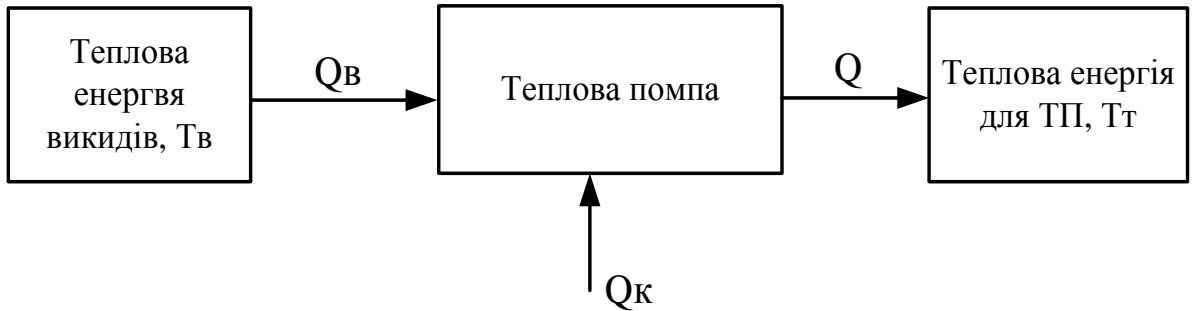 Теплова
енергвя
викидів, Тв
Qв
Теплова помпа
Q
Теплова енергія
для ТП, Тт
Qк